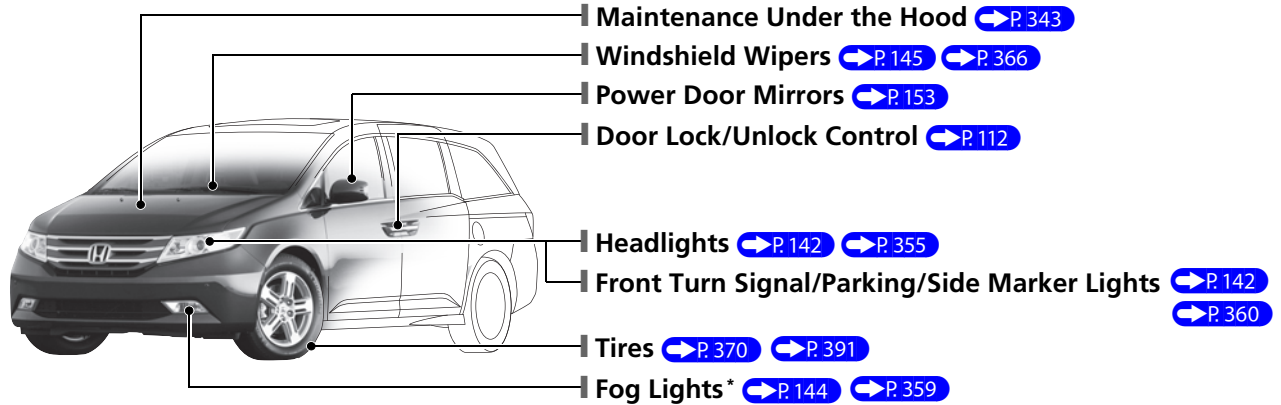 Maintenance Under the Hood P. 343
Windshield Wipers P. 145 P. 366
Power Door Mirrors P. 153
Door Lock/Unlock Control P. 112
Headlights P. 142 P. 355
Front Turn Signal/Parking/Side Marker Lights P. 142
P. 360
Tires P. 370 P. 391
Fog Lights* P. 144 P. 359